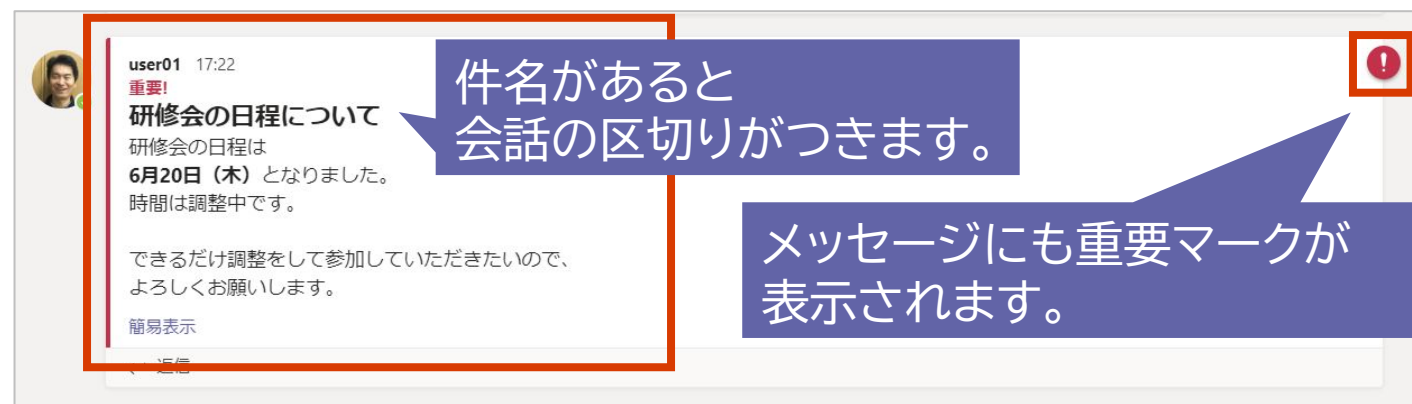 user01 17:22
重要!
研修会の日程について
研修会の日程は
6月20日（木）となりました。
時間は調整中です。
できるだけ調整をして参加していただきたいので、
よろしくお願いします。
簡易表示
返信
件名があると
会話の区切りがつきます。
メッセージにも重要マークが
表示されます。